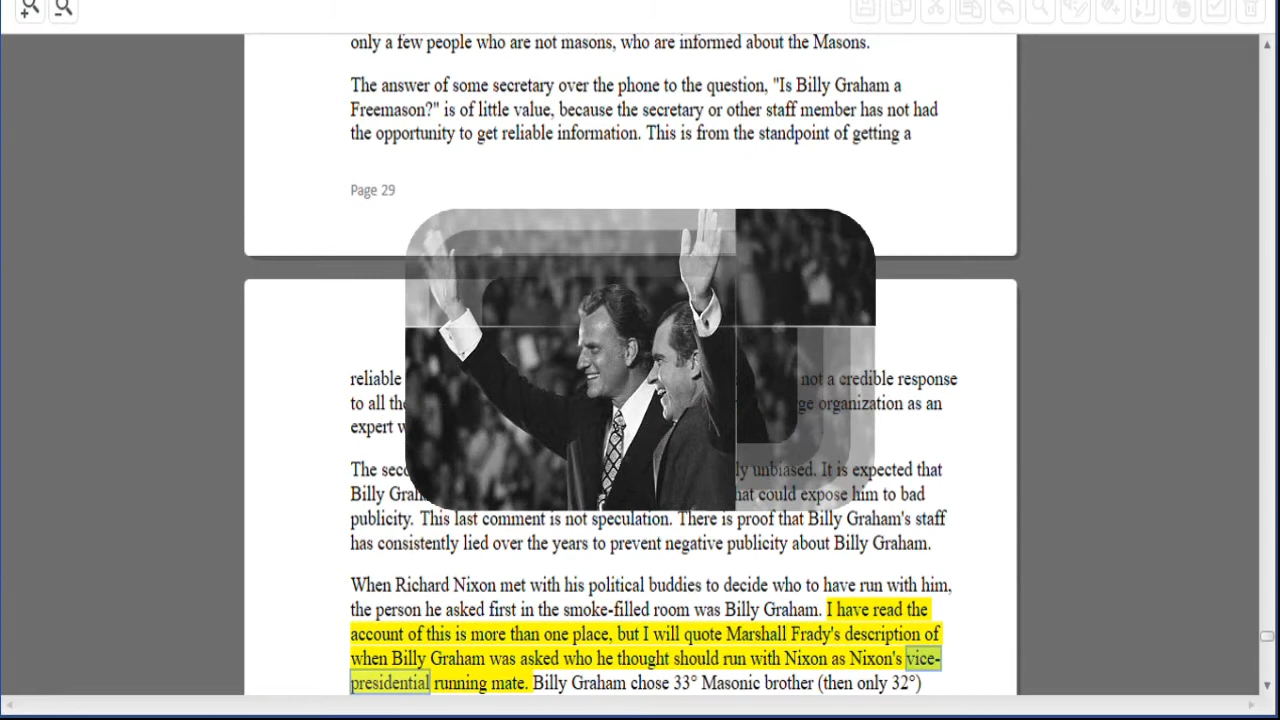 only a few people who are not masons, who are informed about the Masons.
The answer of some secretary over the phone to the question, "Is Billy Graham a
Freemason?" is of little value, because the secretary or other staff member has not had
the opportunity to get reliable information. This is from the standpoint of getting a
Page 29
reliable not a credible response
to all the organization as an
expert
The ly unbiased. It is expected that
Billy hat could expose him to bad
publicity. This last comment is not speculation. There is proof that Billy Graham's staff
has consistently lied over the years to prevent negative publicity about Billy Graham.
When Richard Nixon met with his political buddies to decide who to have run with him,
the person he asked first in the smoke-filled room was Billy Graham. I have read the
account of this is more than one place, but I will quote Marshall Frady's description of
when Billy Graham was asked who he thought should run with Nixon as Nixon's vice-
presidential running mate. Billy Graham chose 33° Masonic brother (then only 32°)